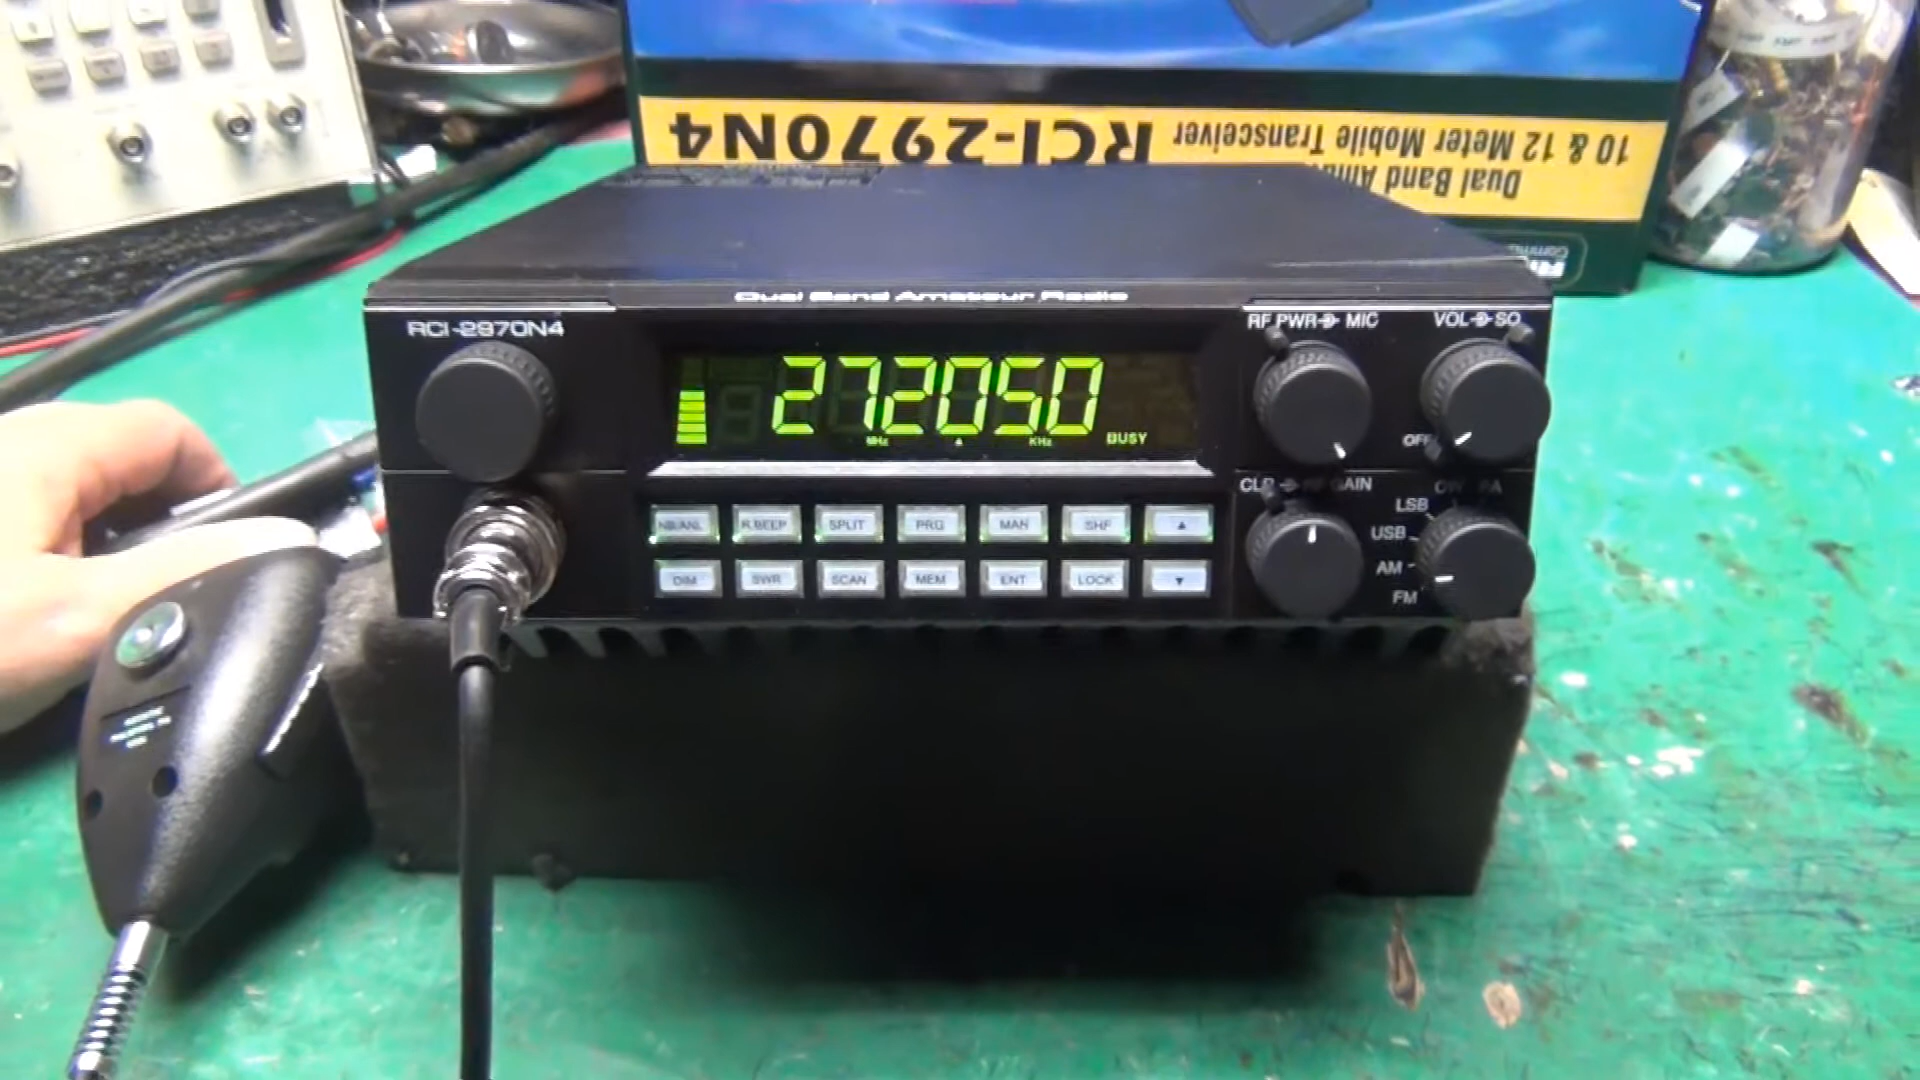 RCI-2970N4
10 & 12 Meter Mobile Transceiver
Dual Band
Dual Band Amateur Radio
RCI-2970N4
272050
MHz
KHz
BUSY
RF PWR
MIC
VOL
SQ
OFF
NB/ANL
R.BEEP
SPLIT
PRG
MAN
SHF
▲
DIM
SWR
SCAN
MEM
ENT
LOCK
▼
RF GAIN
CW
PA
LSB
USB
AM
FM